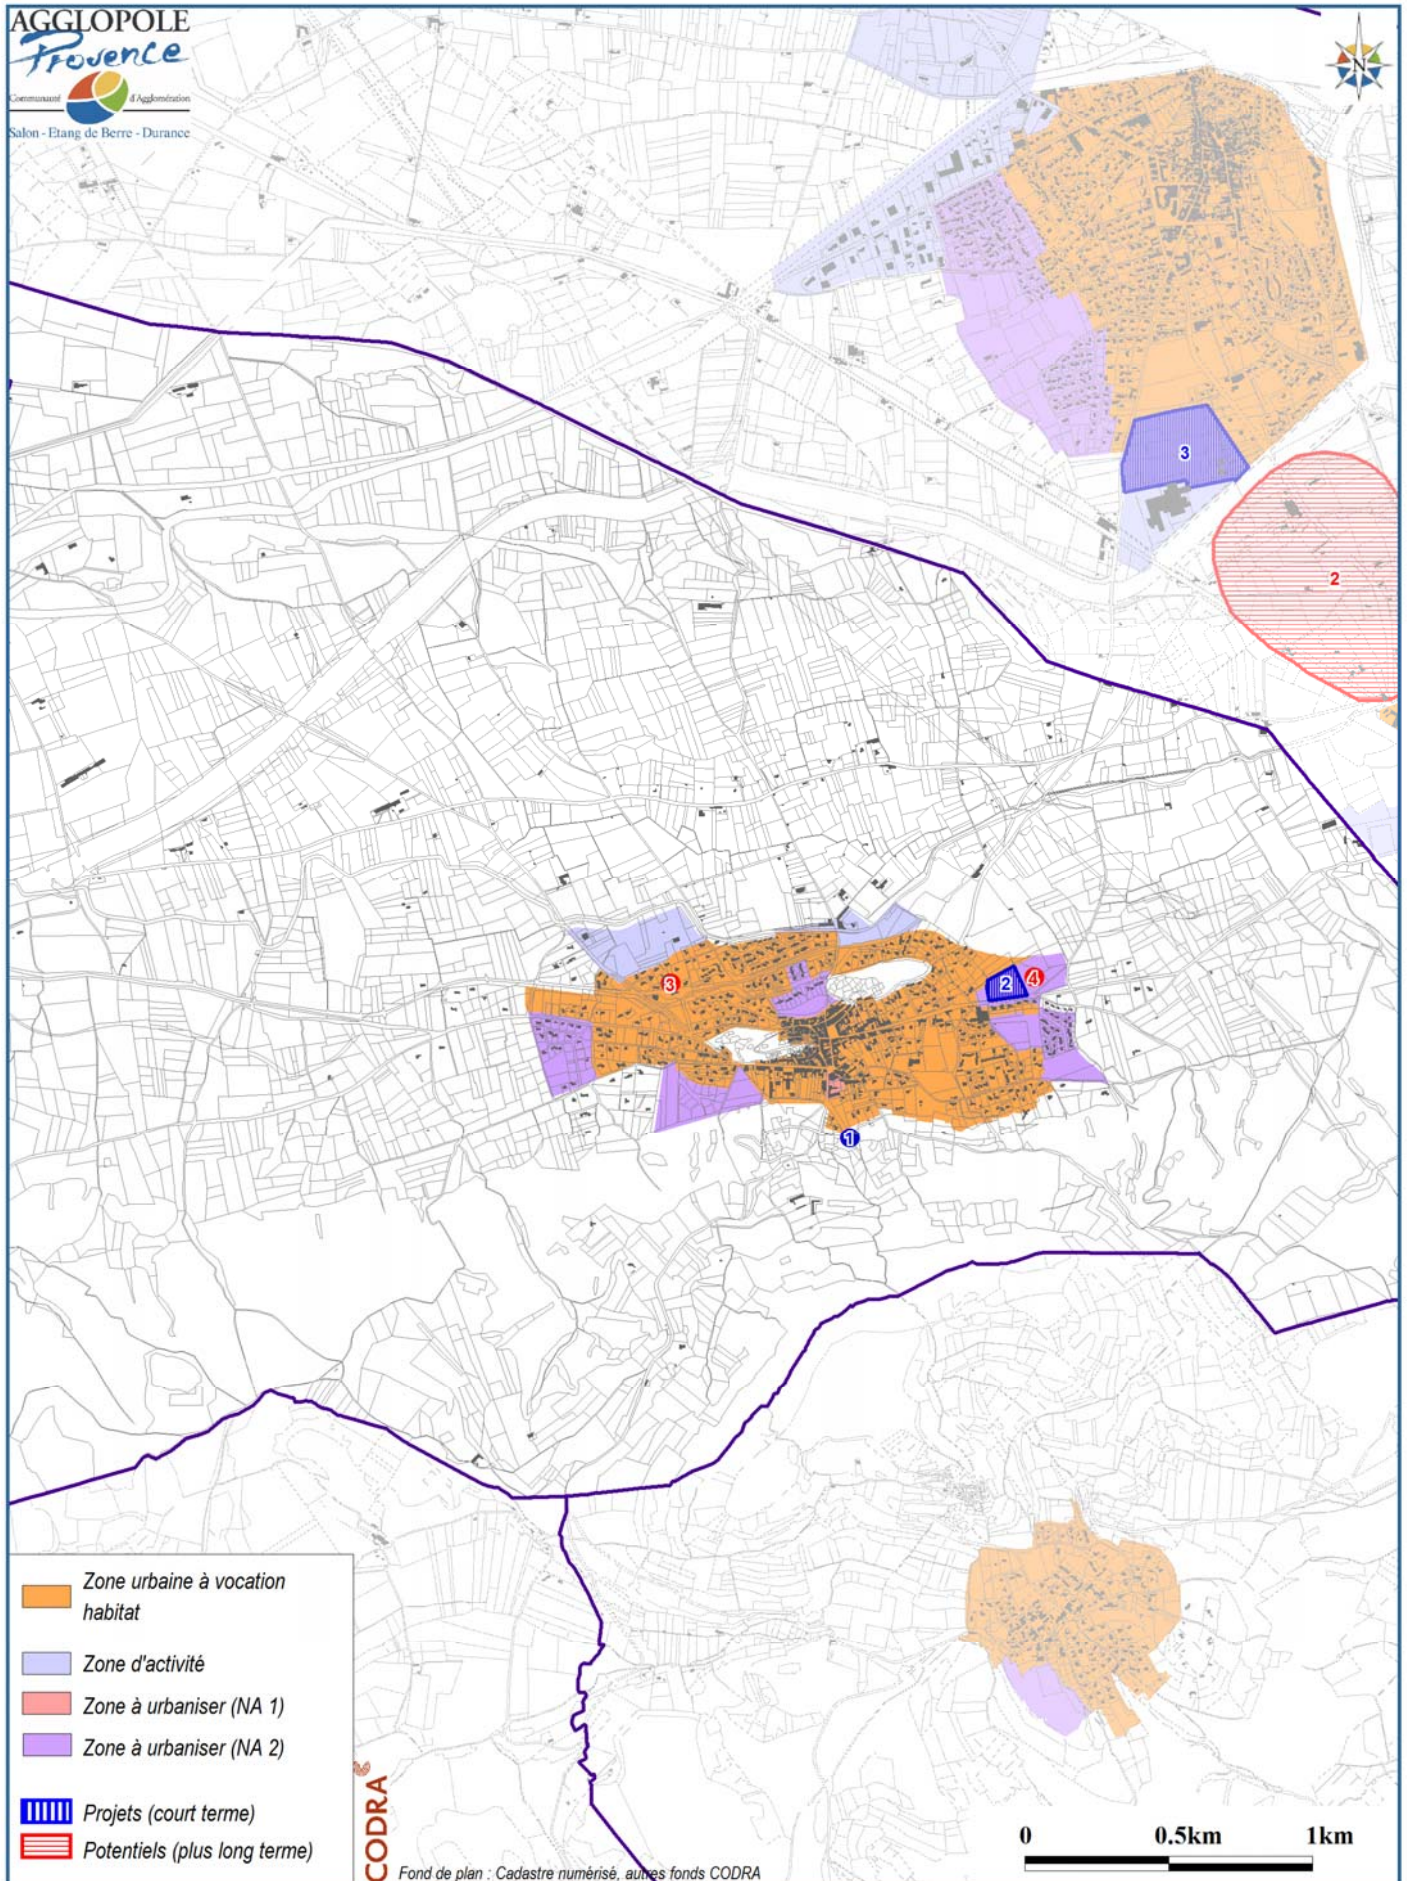 AGGLOPOLE
Provence
Communauté d'Agglomération
Salon - Etang de Berre - Durance
N
3
2
3
2
4
1
Zone urbaine à vocation
habitat
Zone d'activité
Zone à urbaniser (NA 1)
Zone à urbaniser (NA 2)
Projets (court terme)
Potentiels (plus long terme)
CODRA
0 0.5km 1km
Fond de plan : Cadastre numérisé, autres fonds CODRA